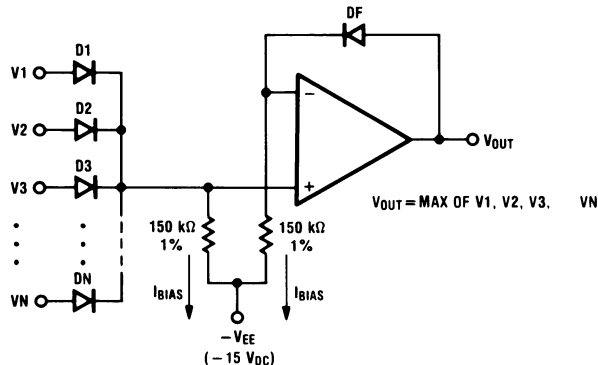 DF
D1
V1
D2
V2
−
VOUT
D3
V3
+
VOUT = MAX OF V1, V2, V3, VN
150 kΩ
1%
150 kΩ
1%
DN
IBIAS
IBIAS
VN
−VEE
(−15 VDC)